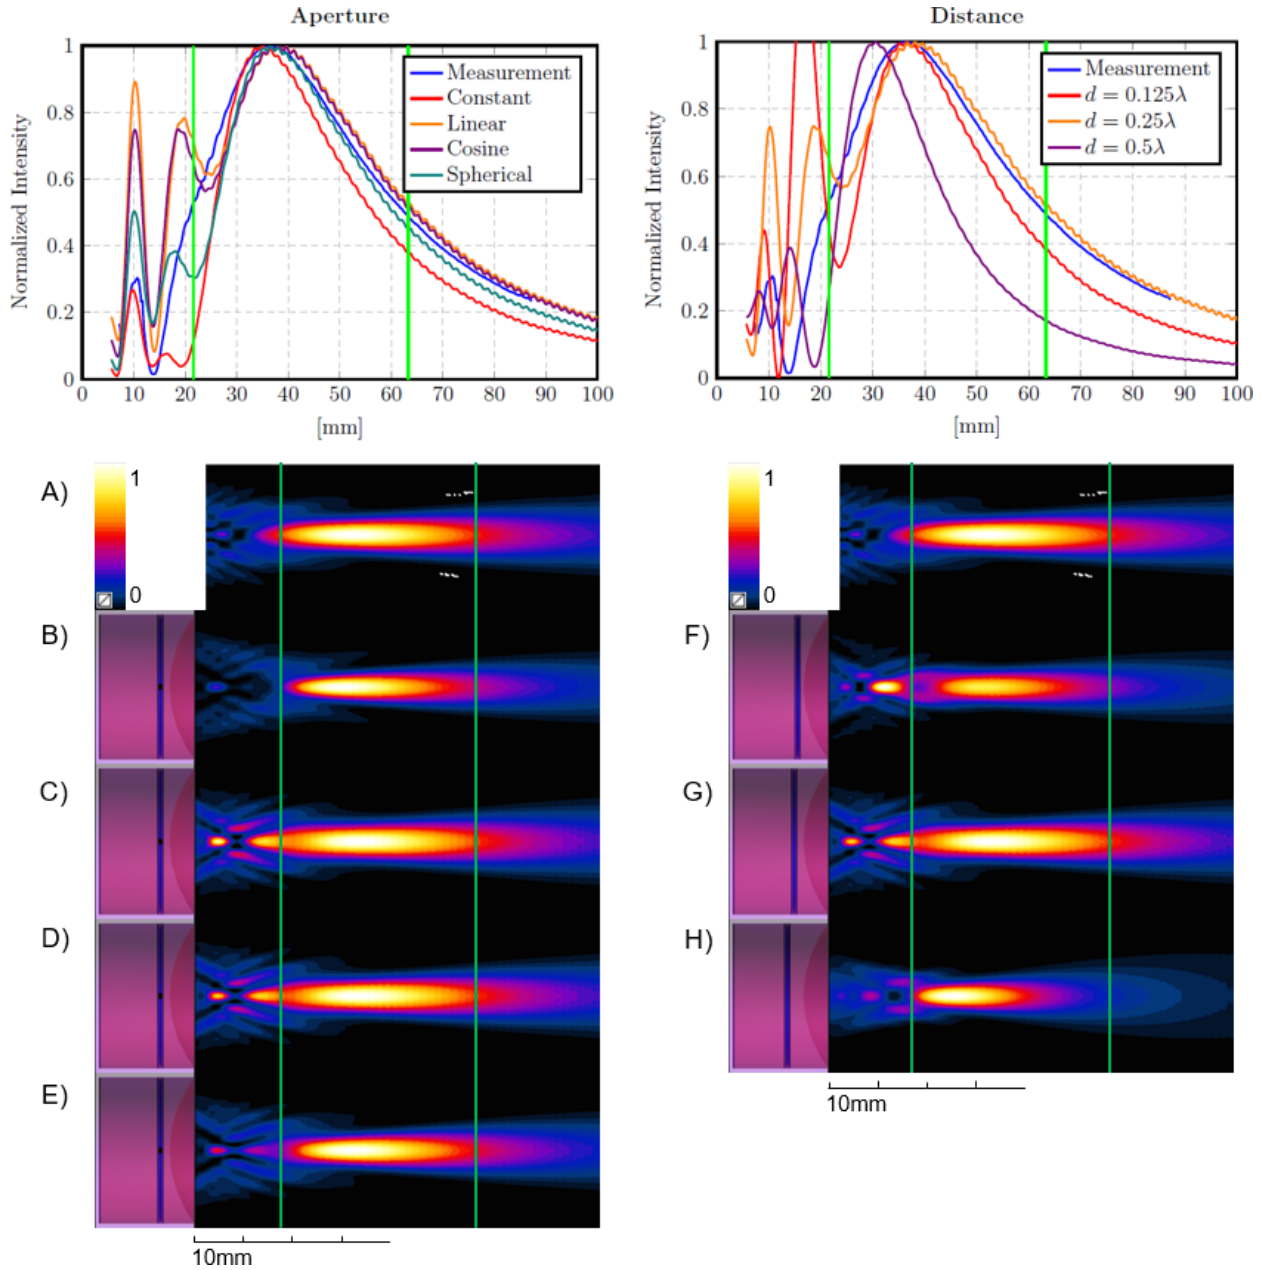 Aperture
1
0.8
0.6
0.4
0.2
0
0 10 20 30 40 50 60 70 80 90 100
[mm]
Normalized Intensity
Measurement
Constant
Linear
Cosine
Spherical
Distance
1
0.8
0.6
0.4
0.2
0
0 10 20 30 40 50 60 70 80 90 100
[mm]
Normalized Intensity
Measurement
d = 0.125λ
d = 0.25λ
d = 0.5λ
A)
1
0
B)
C)
D)
E)
10mm
1
0
F)
G)
H)
10mm